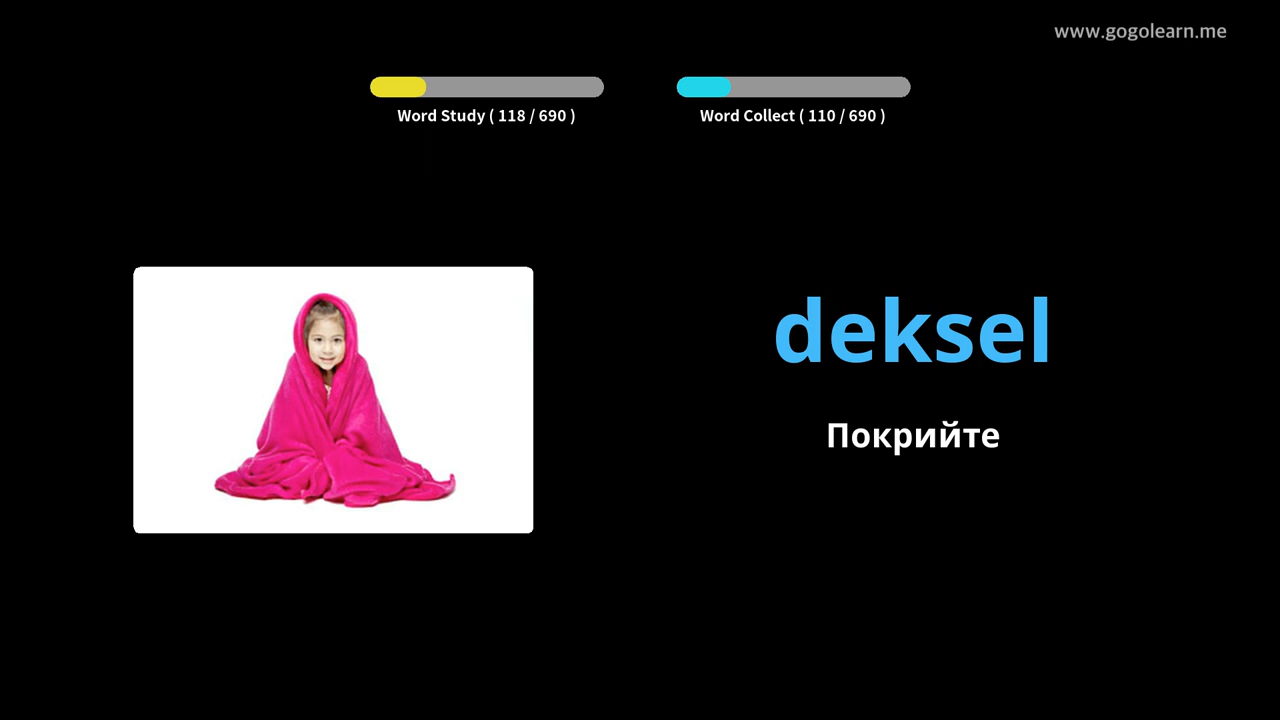 www.gogolearn.me
Word Study ( 118 / 690 )
Word Collect ( 110 / 690 )
deksel
Покрийте